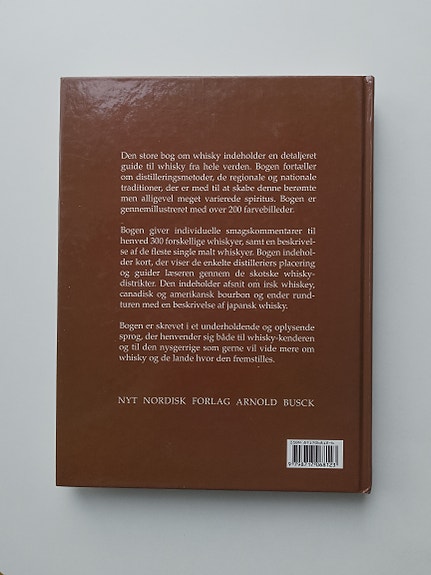 Den store bog om whisky indeholder en detaljeret
guide til whisky fra hele verden. Bogen fortæller
om distilleringsmetoder, de regionale og nationale
traditioner, der er med til at skabe denne berømte
men alligevel meget varierede spiritus. Bogen er
gennemillustreret med over 200 farvebilleder.
Bogen giver individuelle smagskommentarer til
henved 300 forskellige whiskyer, samt en beskrivel-
se af de fleste single malt whiskyer. Bogen indehol-
der kort, der viser de enkelte distilleriers placering
og guider læseren gennem de skotske whisky-
distrikter. Den indeholder afsnit om irsk whiskey,
canadisk og amerikansk bourbon og ender rund-
turen med en beskrivelse af japansk whisky.
Bogen er skrevet i et underholdende og oplysende
sprog, der henvender sig både til whisky-kenderen
og til den nysgerrige som gerne vil vide mere om
whisky og de lande hvor den fremstilles.
NYT NORDISK FORLAG ARNOLD BUSCK